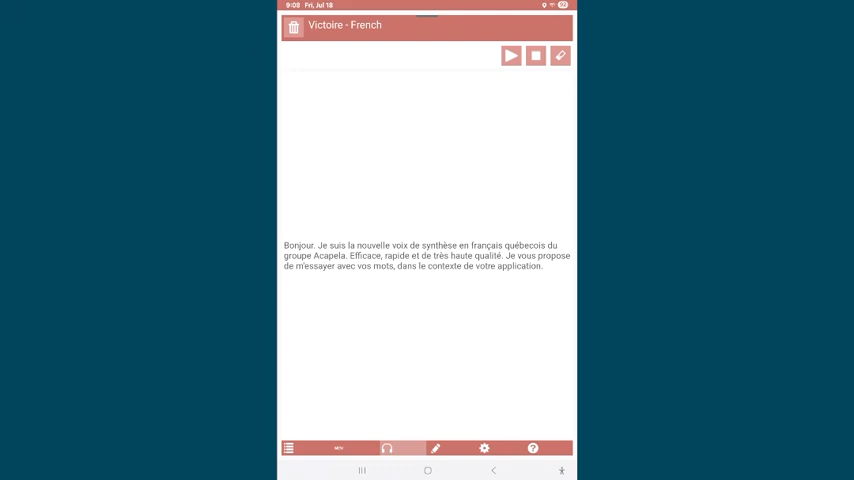 9:08 Fri, Jul 18
92
Victoire - French
Bonjour. Je suis la nouvelle voix de synthèse en français québecois du
groupe Acapela. Efficace, rapide et de très haute qualité. Je vous propose
de m'essayer avec vos mots, dans le contexte de votre application.
NEW